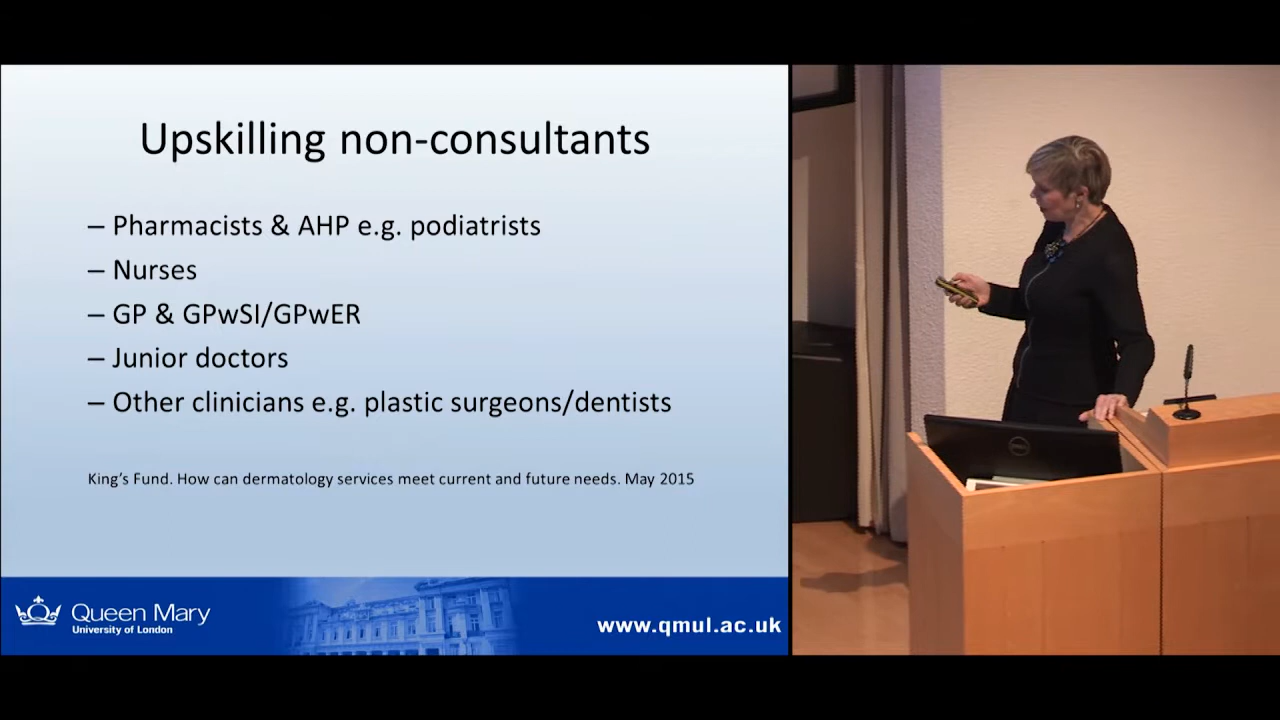 Upskilling non-consultants
– Pharmacists & AHP e.g. podiatrists
– Nurses
– GP & GPwSI/GPwER
– Junior doctors
– Other clinicians e.g. plastic surgeons/dentists
King's Fund. How can dermatology services meet current and future needs. May 2015
Queen Mary
University of London
www.qmul.ac.uk
DELL